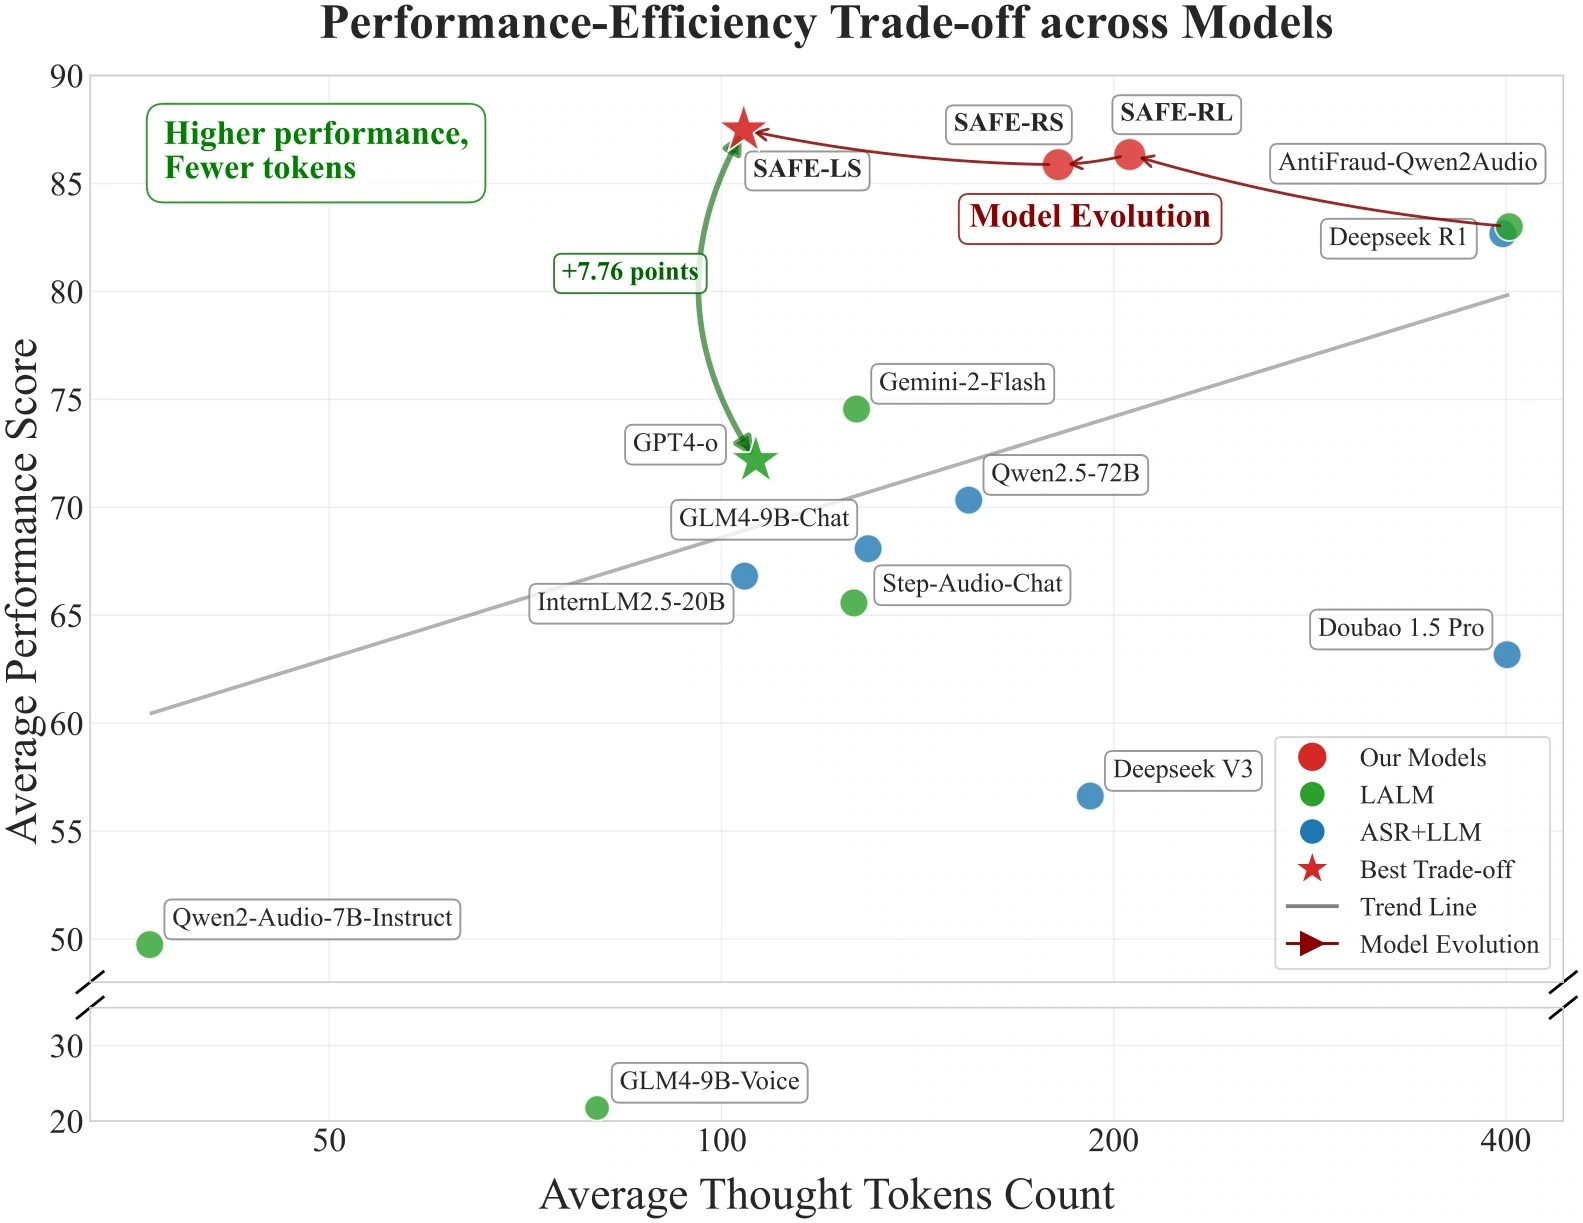 Performance-Efficiency Trade-off across Models
Average Performance Score
90
85
80
75
70
65
60
55
50
30
20
Higher performance,
Fewer tokens
SAFE-LS
SAFE-RS
SAFE-RL
AntiFraud-Qwen2Audio
Model Evolution
Deepseek R1
+7.76 points
Gemini-2-Flash
GPT4-o
Qwen2.5-72B
GLM4-9B-Chat
Step-Audio-Chat
InternLM2.5-20B
Doubao 1.5 Pro
Deepseek V3
Qwen2-Audio-7B-Instruct
GLM4-9B-Voice
Our Models
LALM
ASR+LLM
Best Trade-off
Trend Line
Model Evolution
50
100
200
400
Average Thought Tokens Count